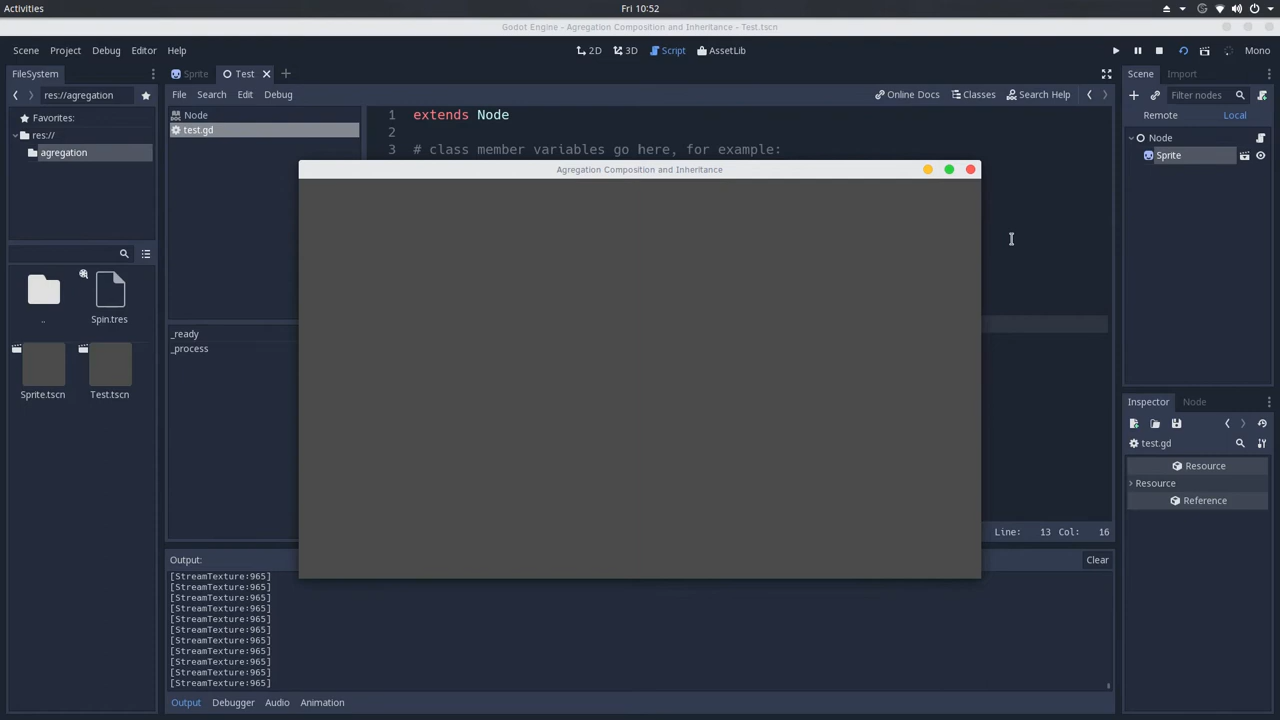 Activities
Fri 10:52
Godot Engine - Agregation Composition and Inheritance - Test.tscn
Scene Project Debug Editor Help
2D 3D Script AssetLib
Mono
FileSystem
Sprite Test
Scene Import
res://agregation
File Search Edit Debug
Online Docs Classes Search Help
Filter nodes
Favorites:
res://
agregation
Node
test.gd
1 extends Node
2
3 # class member variables go here, for example:
Remote Local
Node
Sprite
Agregation Composition and Inheritance
..
Spin.tres
Sprite.tscn
Test.tscn
_ready
_process
Inspector Node
test.gd
Resource
Resource
Reference
Line: 13 Col: 16
Output:
Clear
[StreamTexture:965]
[StreamTexture:965]
[StreamTexture:965]
[StreamTexture:965]
[StreamTexture:965]
[StreamTexture:965]
[StreamTexture:965]
[StreamTexture:965]
[StreamTexture:965]
[StreamTexture:965]
[StreamTexture:965]
Output Debugger Audio Animation